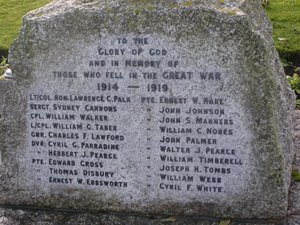 TO THE
GLORY OF GOD
AND IN MEMORY OF
THOSE WHO FELL IN THE GREAT WAR
1914 — 1919
LT/COL. HON. LAWRENCE C. PALK
SERGT. SYDNEY CARNONS
CPL. WILLIAM WALKER
L/CPL. WILLIAM G. TABER
GNR. CHARLES F. LAWFORD
DVR. CYRIL G. PARRADING
" HERBERT J. PEARCE
PTE. EDWARD CROSS
" THOMAS DISBURY
" ERNEST W. EBBSWORTH
PTE. ERNEST W. HARE
" JOHN JOHNSON
" JOHN S. MANNERS
" WILLIAM C. NOBES
" JOHN PALMER
" WALTER J. PEARCE
" WILLIAM TIMBERELL
" JOSEPH H. TOMBS
" WILLIAM WEBB
" CYRIL F. WHITE